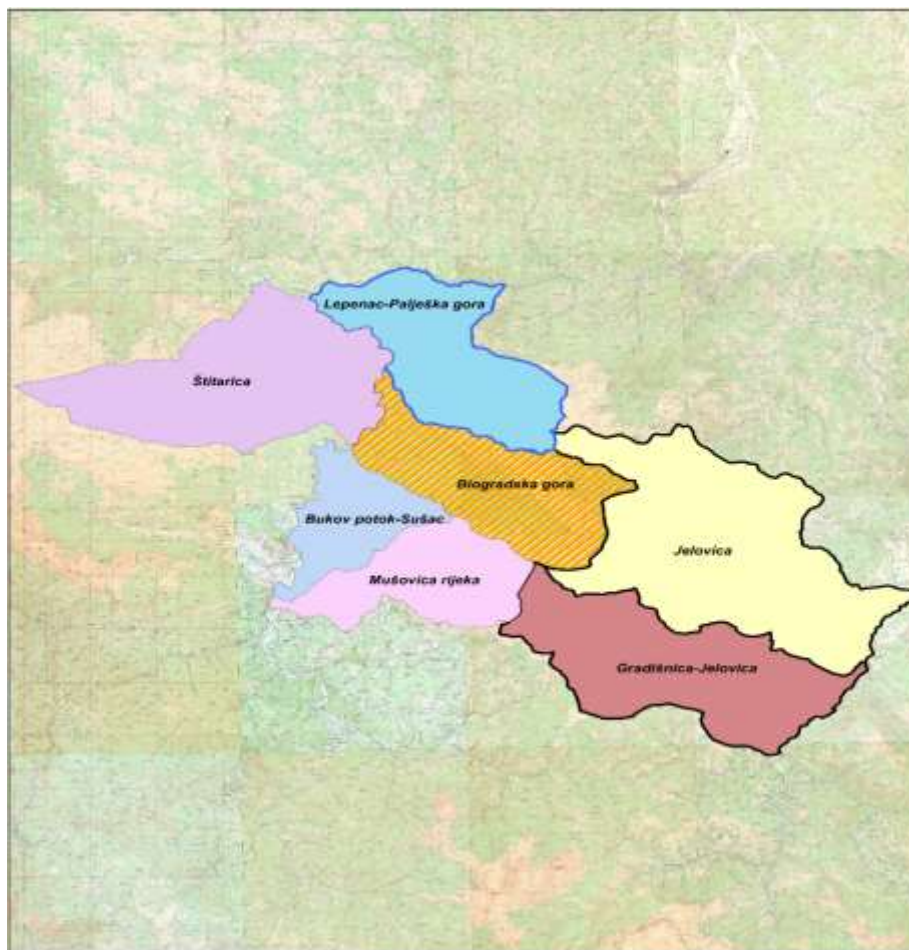 Lepenac-Palješka gora
Štitarica
Biogradska gora
Bukov potok-Sušac
Jelovica
Mušovica rijeka
Gradišnica-Jelovica